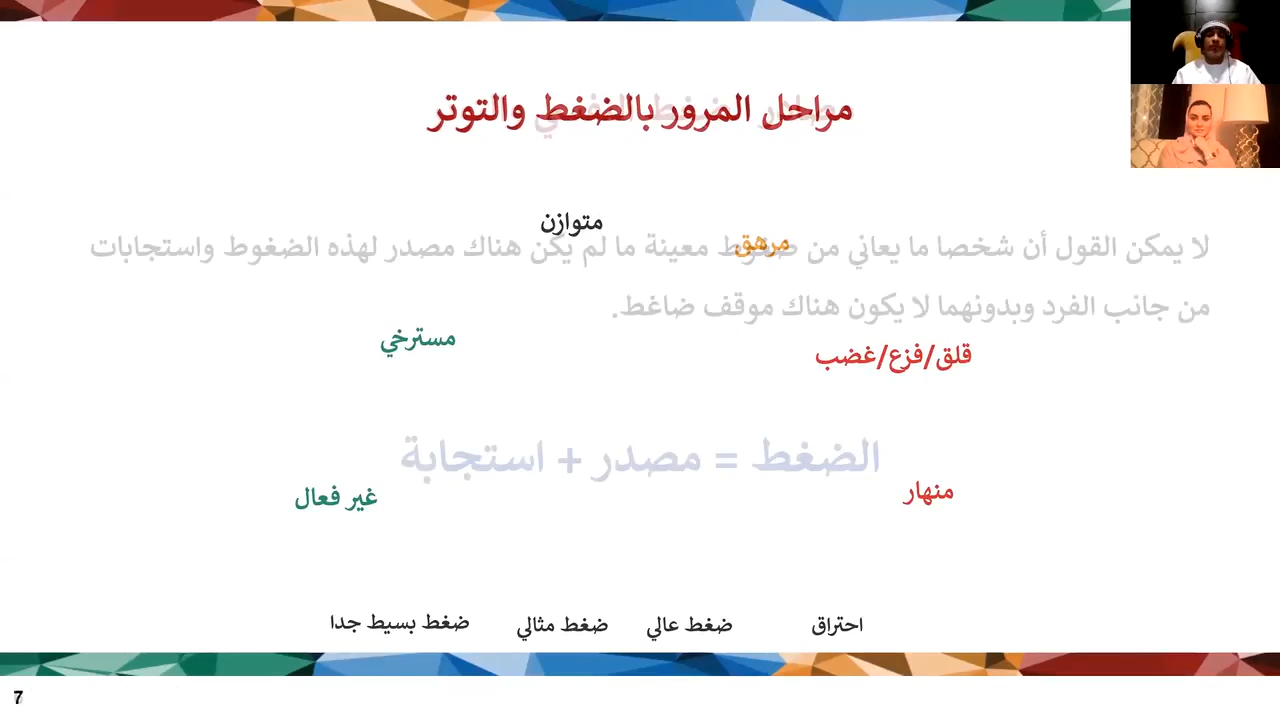 مراحل المرور بالضغط والتوتر
متوازن
مرهق
لا يمكن القول أن شخصا ما يعاني من ضغوط معينة ما لم يكن هناك مصدر لهذه الضغوط واستجابات
من جانب الفرد وبدونهما لا يكون هناك موقف ضاغط.
مسترخي
قلق/فزع/غضب
الضغط = مصدر + استجابة
منهار
غير فعال
احتراق
ضغط عالي
ضغط مثالي
ضغط بسيط جدا
7